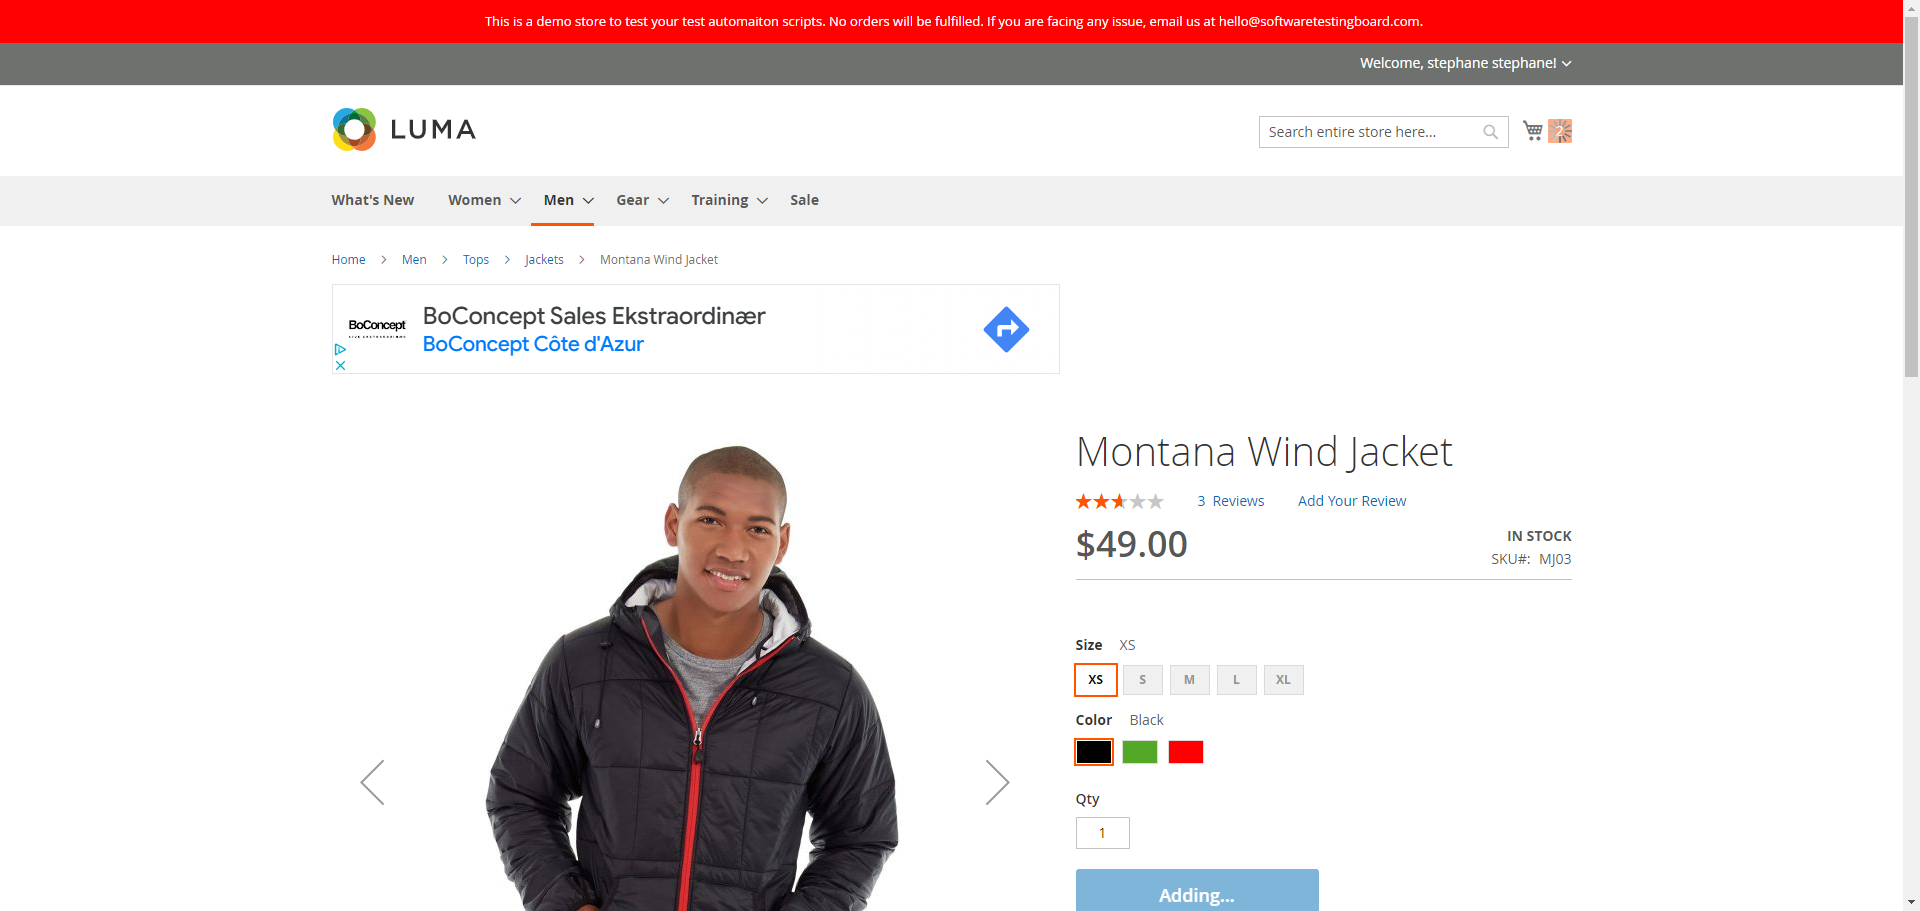 This is a demo store to test your test automaiton scripts. No orders will be fulfilled. If you are facing any issue, email us at hello@softwaretestingboard.com.
Welcome, stephane stephane!
LUMA
Search entire store here...
2
What's New
Women
Men
Gear
Training
Sale
Home
Men
Tops
Jackets
Montana Wind Jacket
BoConcept
BoConcept Sales Ekstraordinær
BoConcept Côte d'Azur
Montana Wind Jacket
3 Reviews
Add Your Review
$49.00
IN STOCK
SKU#: MJ03
Size XS
XS
S
M
L
XL
Color Black
Qty
1
Adding...